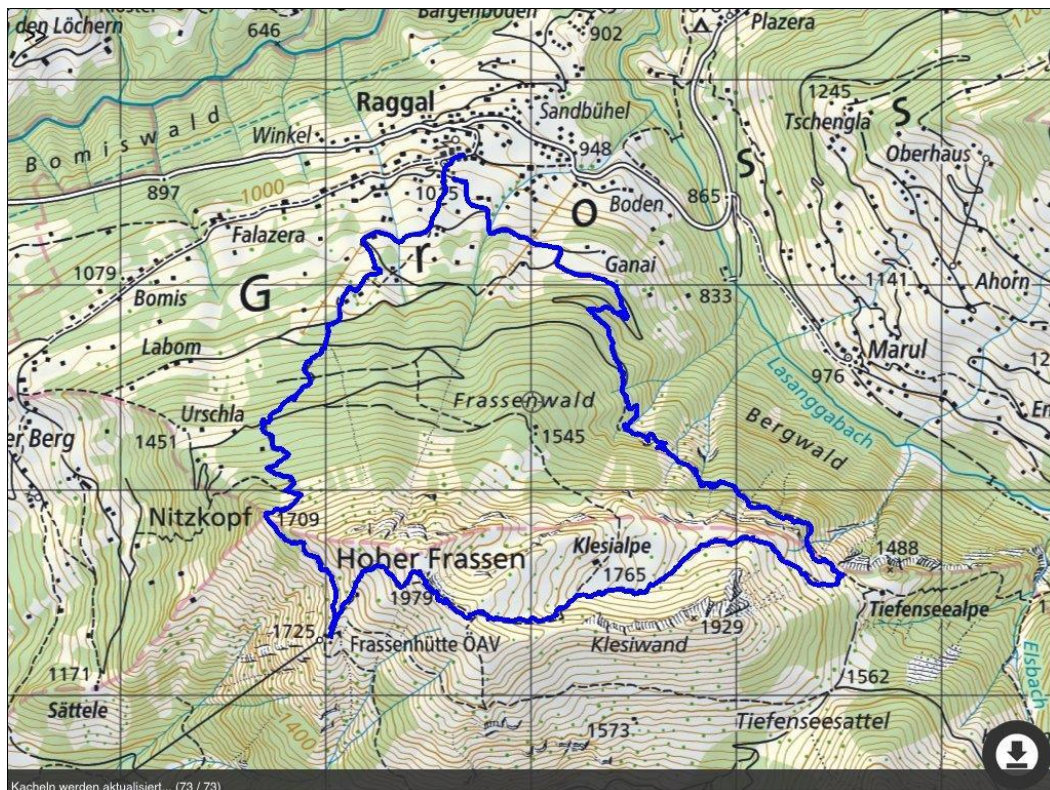 den Löchern
646
Bargenboden
902
Plazera
Raggal
Sandbühel
1245
S
Bomiswald
Winkel
Tschengla
Oberhaus
948
S
897
1000
1035
O
Boden
865
Falazera
r
Ganai
1079
G
Bomis
833
1141
Ahorn
Labom
Marul
976
Lasanggabach
Urschla
Frassenwald
er Berg
1451
1545
Bergwald
Nitzkopf
1709
Hoher Frassen
Klesialpe
1488
1765
1979
Tiefenseealpe
1725
Frassenhütte ÖAV
1929
Klesiwand
Elsbach
1171
1562
Sättele
1400
1573
Tiefenseesattel
Kacheln werden aktualisiert... (73 / 73)